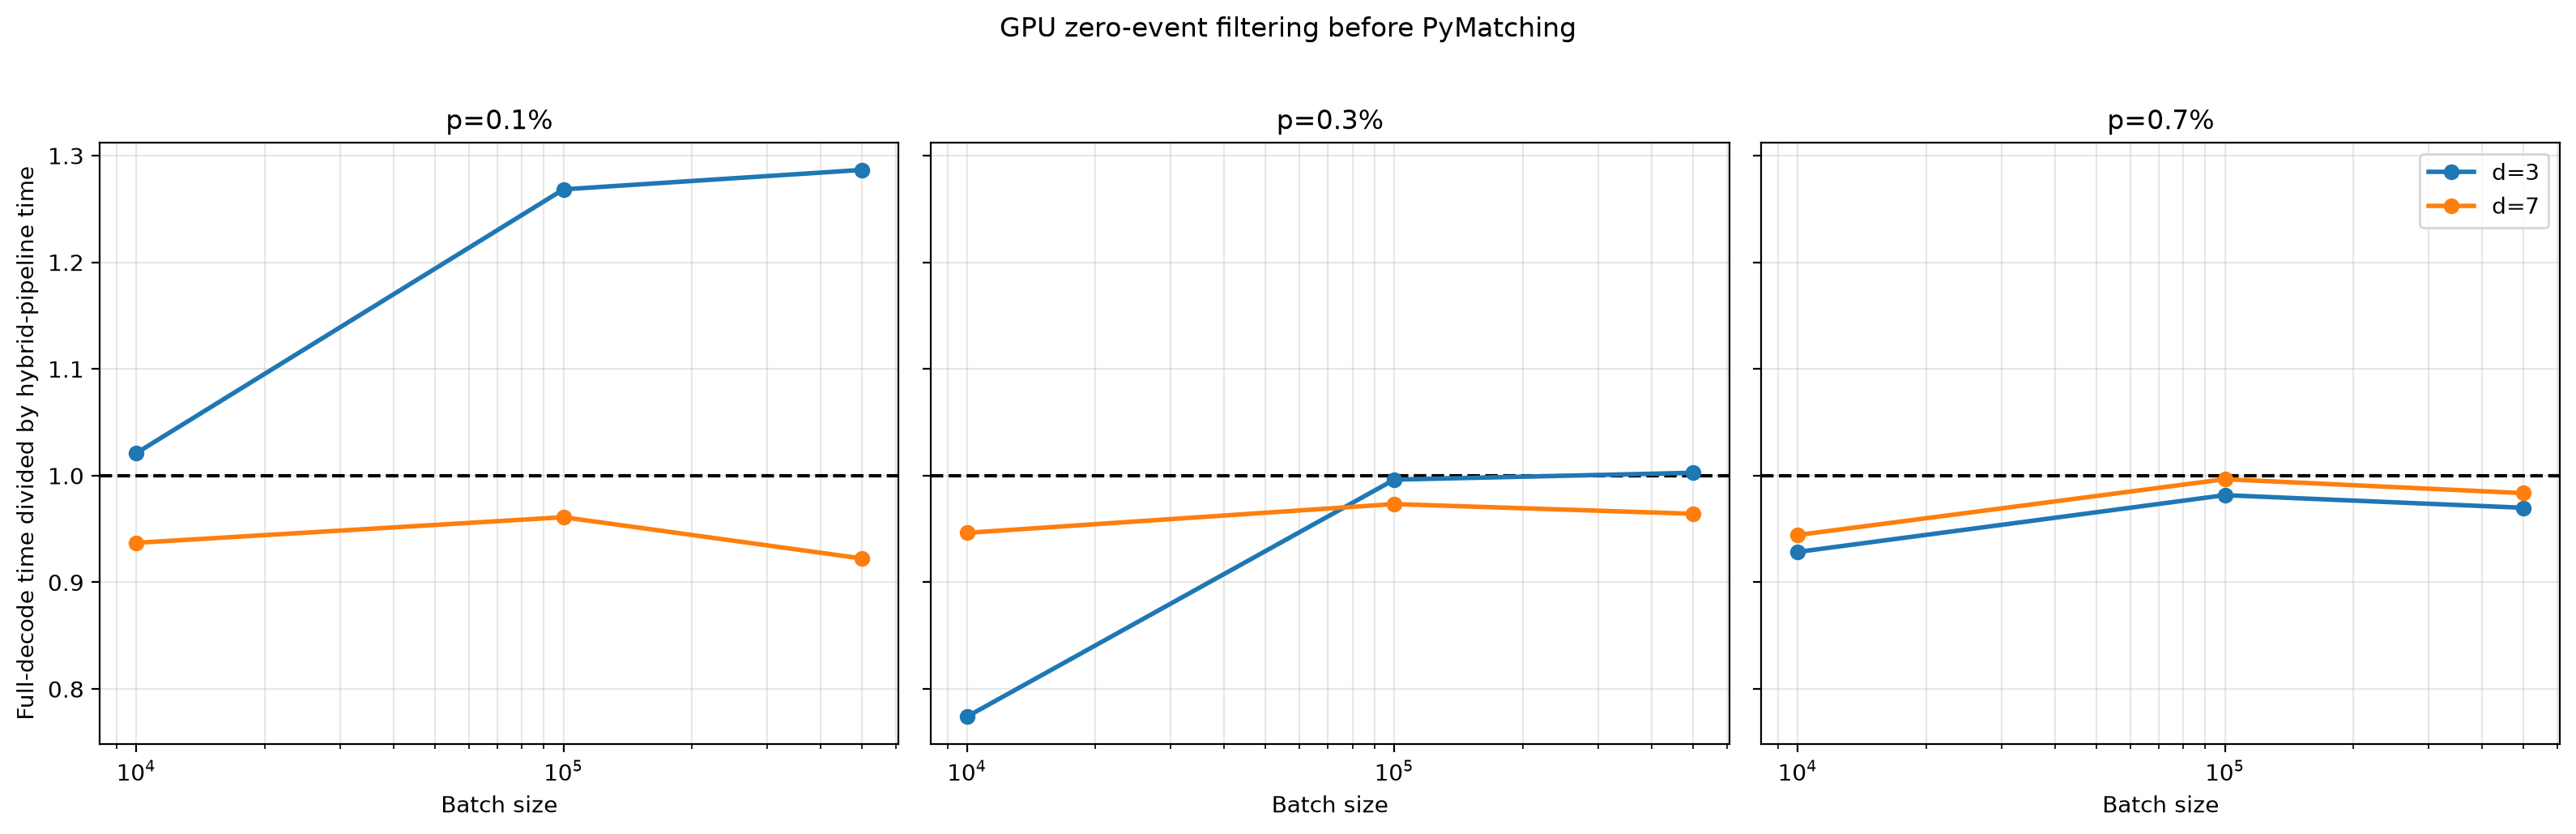 GPU zero-event filtering before PyMatching
Full-decode time divided by hybrid-pipeline time
p=0.1%
1.3
1.2
1.1
1.0
0.9
0.8
10⁴ 10⁵
Batch size
p=0.3%
10⁴ 10⁵
Batch size
p=0.7%
d=3
d=7
10⁴ 10⁵
Batch size